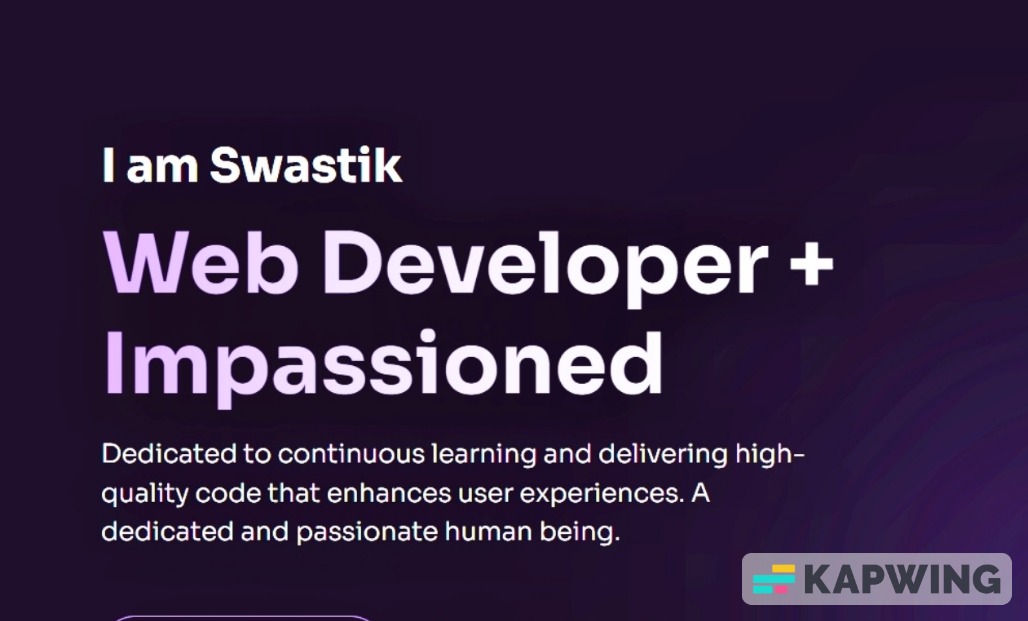 I am Swastik
Web Developer +
Impassioned
Dedicated to continuous learning and delivering high-
quality code that enhances user experiences. A
dedicated and passionate human being.
KAPWING